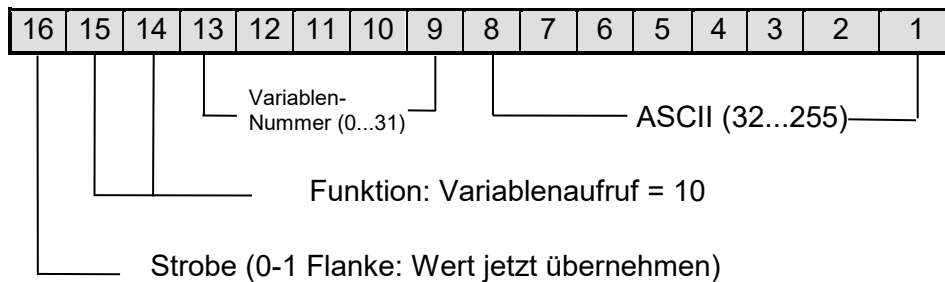 16 15 14 13 12 11 10 9 8 7 6 5 4 3 2 1
Variablen-
Nummer (0...31)
ASCII (32...255)
Funktion: Variablenaufruf = 10
Strobe (0-1 Flanke: Wert jetzt übernehmen)